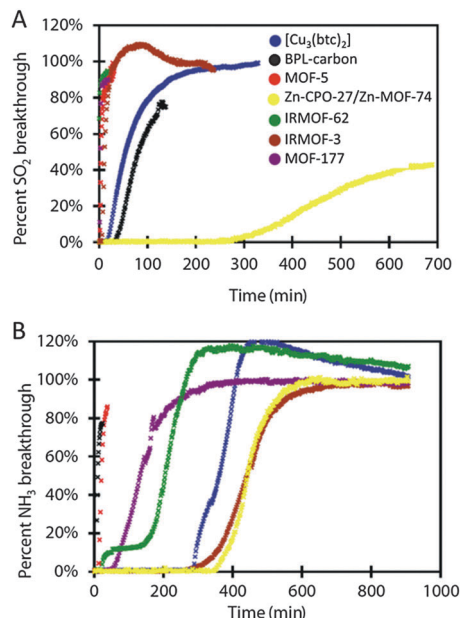 A
Percent SO2 breakthrough
120%
100%
80%
60%
40%
20%
0%
[Cu3(btc)2]
BPL-carbon
MOF-5
Zn-CPO-27/Zn-MOF-74
IRMOF-62
IRMOF-3
MOF-177
0 100 200 300 400 500 600 700
Time (min)
B
Percent NH3 breakthrough
120%
100%
80%
60%
40%
20%
0%
0 200 400 600 800 1000
Time (min)